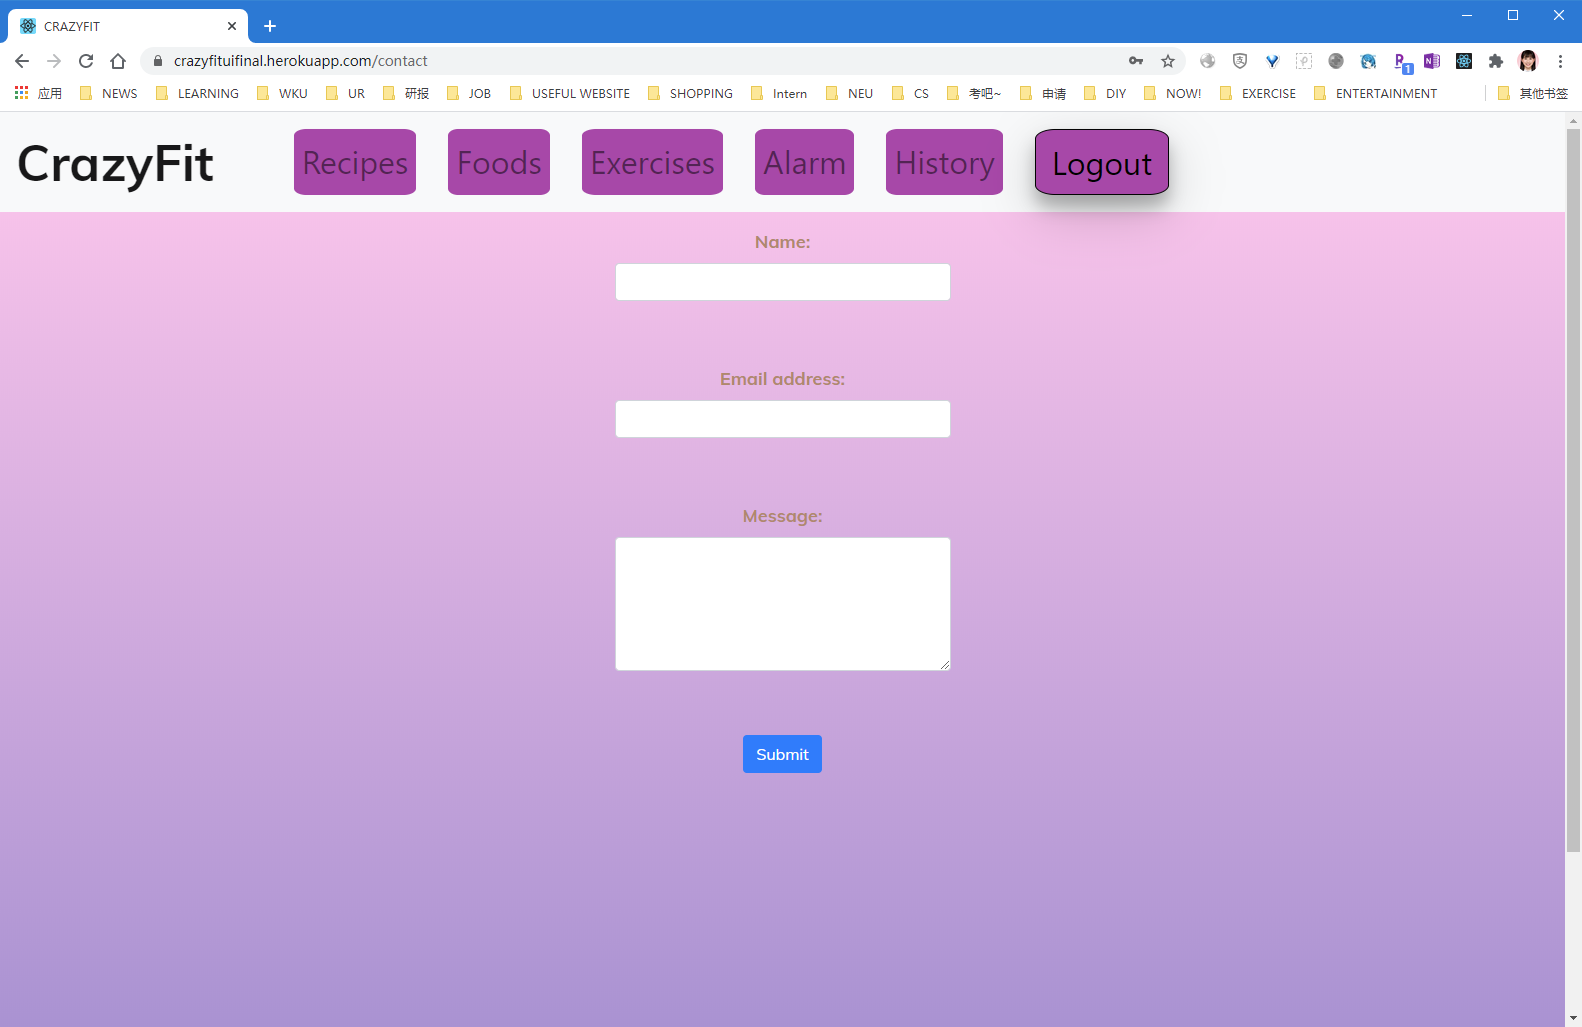 CRAZYFIT
crazyfituifinal.herokuapp.com/contact
1
应用 NEWS LEARNING WKU UR 研报 JOB USEFUL WEBSITE SHOPPING Intern NEU CS 考吧~ 申请 DIY NOW! EXERCISE ENTERTAINMENT 其他书签
CrazyFit Recipes Foods Exercises Alarm History Logout
Name:
Email address:
Message:
Submit